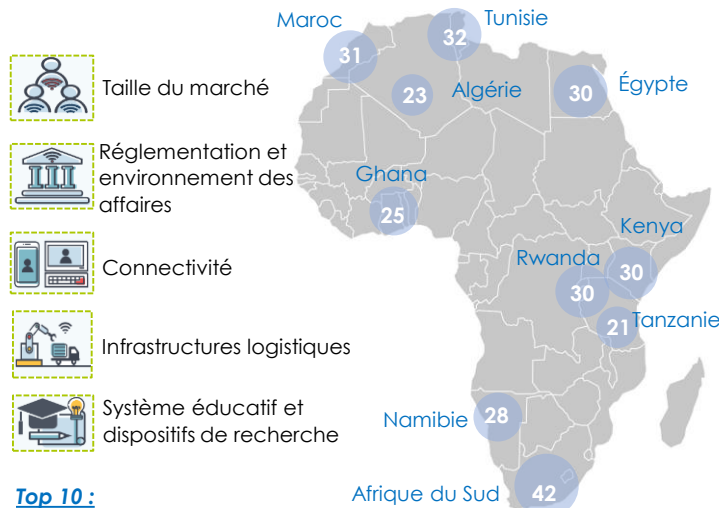 Taille du marché
Réglementation et
environnement des
affaires
Connectivité
Infrastructures logistiques
Système éducatif et
dispositifs de recherche
Top 10 :
Maroc
31
Tunisie
32
Algérie
23
Égypte
30
Ghana
25
Kenya
30
Rwanda
30
Tanzanie
21
Namibie
28
Afrique du Sud
42